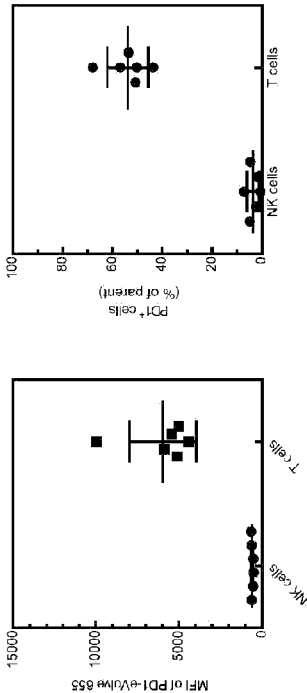 100
80
60
40
20
0
PD1+ cells
(% of parent)
NK cells
T cells
15000
10000
5000
0
MFI of PD1-eVulve 655
NK cells
T cells